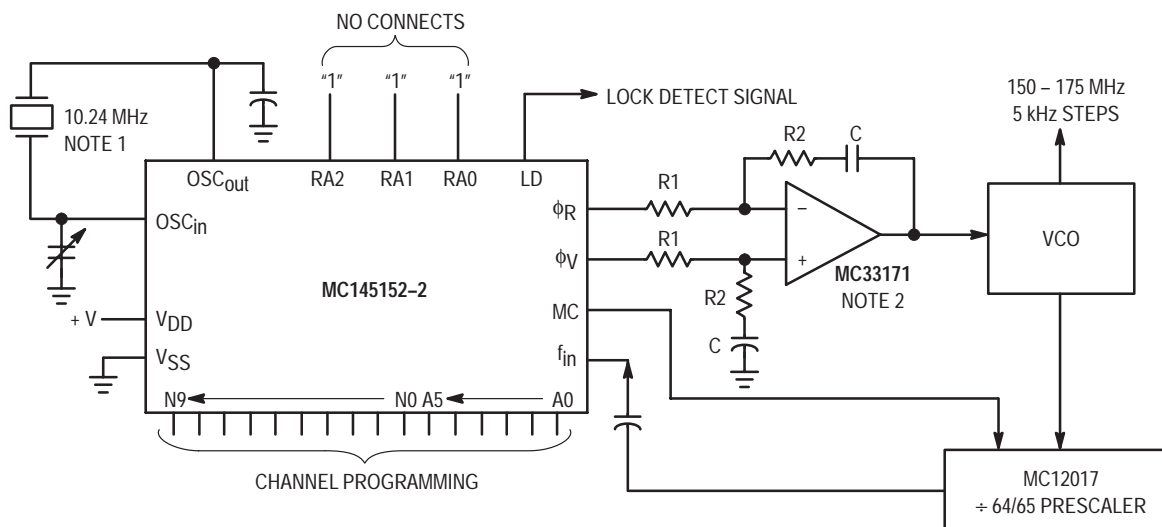 NO CONNECTS
“1” “1” “1”
10.24 MHz
NOTE 1
LOCK DETECT SIGNAL
150 – 175 MHz
5 kHz STEPS
OSCout RA2 RA1 RA0 LD
OSCin
+ V VDD
VSS
MC145152–2
ϕR
ϕV
MC
fin
R1
R1
R2 C
R2
C
–
+
MC33171
NOTE 2
VCO
N9 N0 A5 A0
CHANNEL PROGRAMMING
MC12017
÷ 64/65 PRESCALER